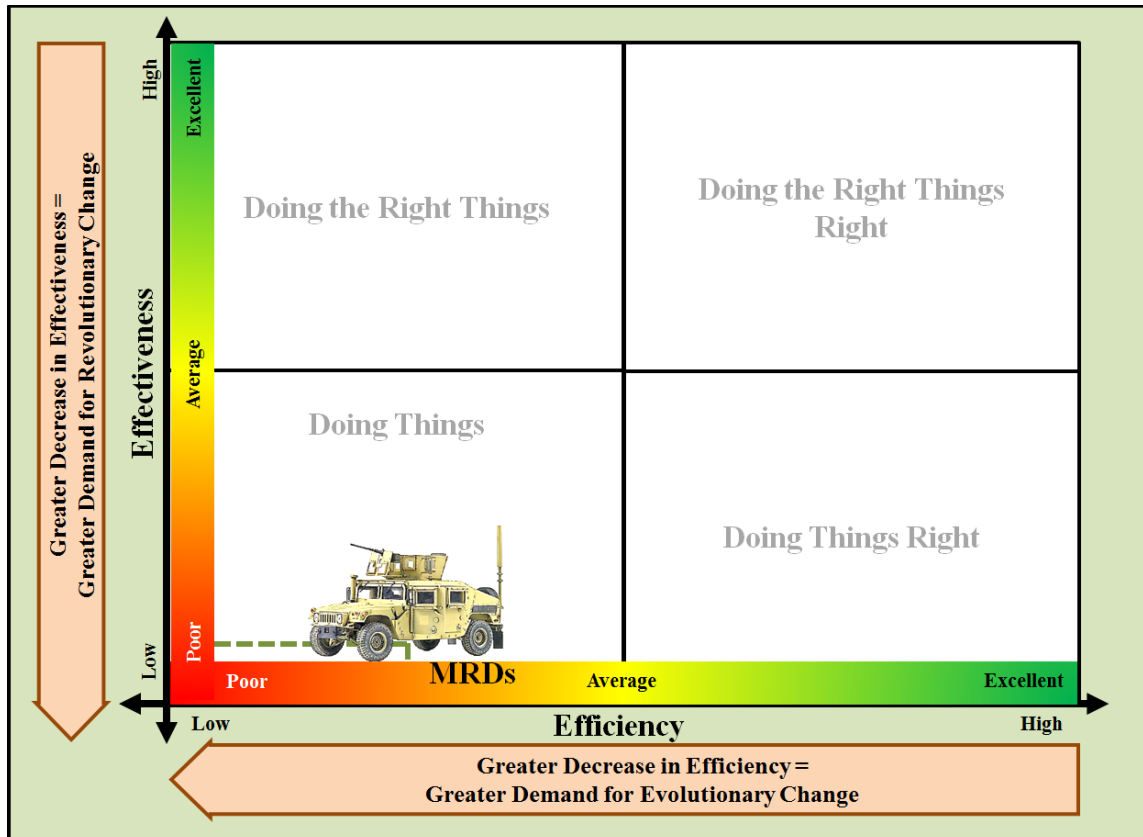 Greater Decrease in Effectiveness =
Greater Demand for Revolutionary Change
Effectiveness
High
Low
Excellent
Average
Poor
Doing the Right Things
Doing the Right Things
Right
Doing Things
Doing Things Right
MRDs
Poor
Average
Excellent
Low
Efficiency
High
Greater Decrease in Efficiency =
Greater Demand for Evolutionary Change